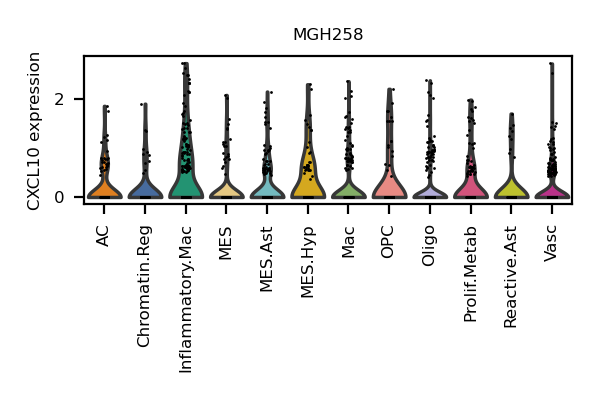 MGH258
CXCL10 expression
2
0
AC
Chromatin.Reg
Inflammatory.Mac
MES
MES.Ast
MES.Hyp
Mac
OPC
Oligo
Prolif.Metab
Reactive.Ast
Vasc